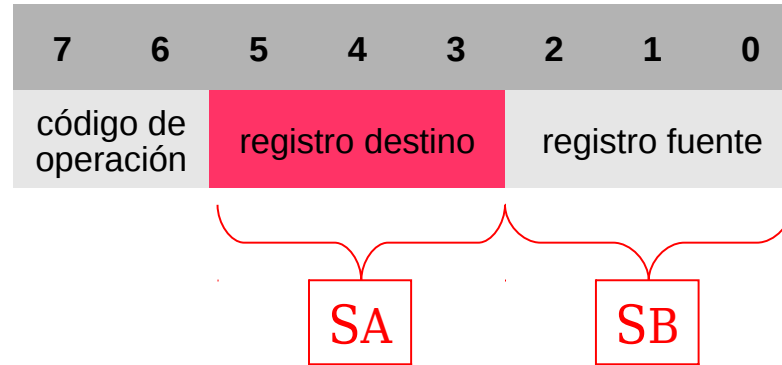 7 6 5 4 3 2 1 0
código de
operación
registro destino
registro fuente
SA
SB